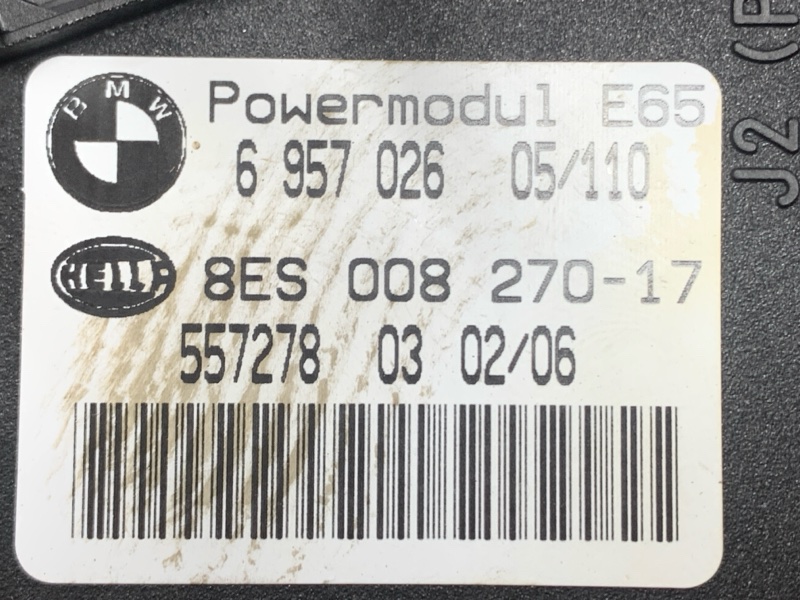 BMW Powermodul E65
6 957 026 05/110
HELLA 8ES 008 270-17
557278 03 02/06
J2 (P